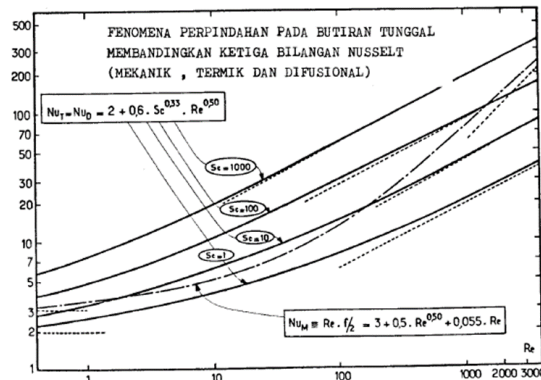 FENOMENA PERPINDAHAN PADA BUTIRAN TUNGGAL
MEMBANDINGKAN KETIGA BILANGAN NUSSELT
(MEKANIK , TERMIK DAN DIFUSIONAL)
Nu_T = Nu_D = 2 + 0,6 . Sc^0,33 . Re^0,50
Sc=1000
Sc=100
Sc=10
Sc=1
Nu_M ≡ Re . f/2 = 3 + 0,5 . Re^0,50 + 0,055 . Re
500
300
200
100
70
50
30
20
10
7
5
3
2
1
1
10
100
1000
2000
3000
Re